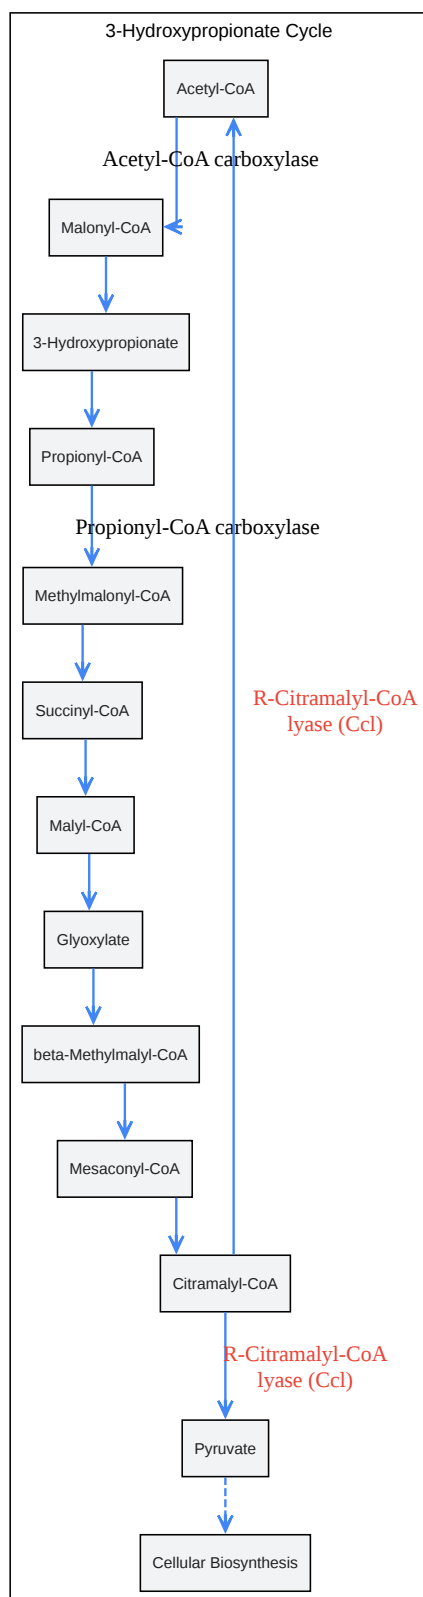 3-Hydroxypropionate Cycle
Acetyl-CoA
Acetyl-CoA carboxylase
Malonyl-CoA
3-Hydroxypropionate
Propionyl-CoA
Propionyl-CoA carboxylase
Methylmalonyl-CoA
Succinyl-CoA
R-Citramalyl-CoA
lyase (Ccl)
Malyl-CoA
Glyoxylate
beta-Methylmalyl-CoA
Mesaconyl-CoA
Citramalyl-CoA
R-Citramalyl-CoA
lyase (Ccl)
Pyruvate
Cellular Biosynthesis